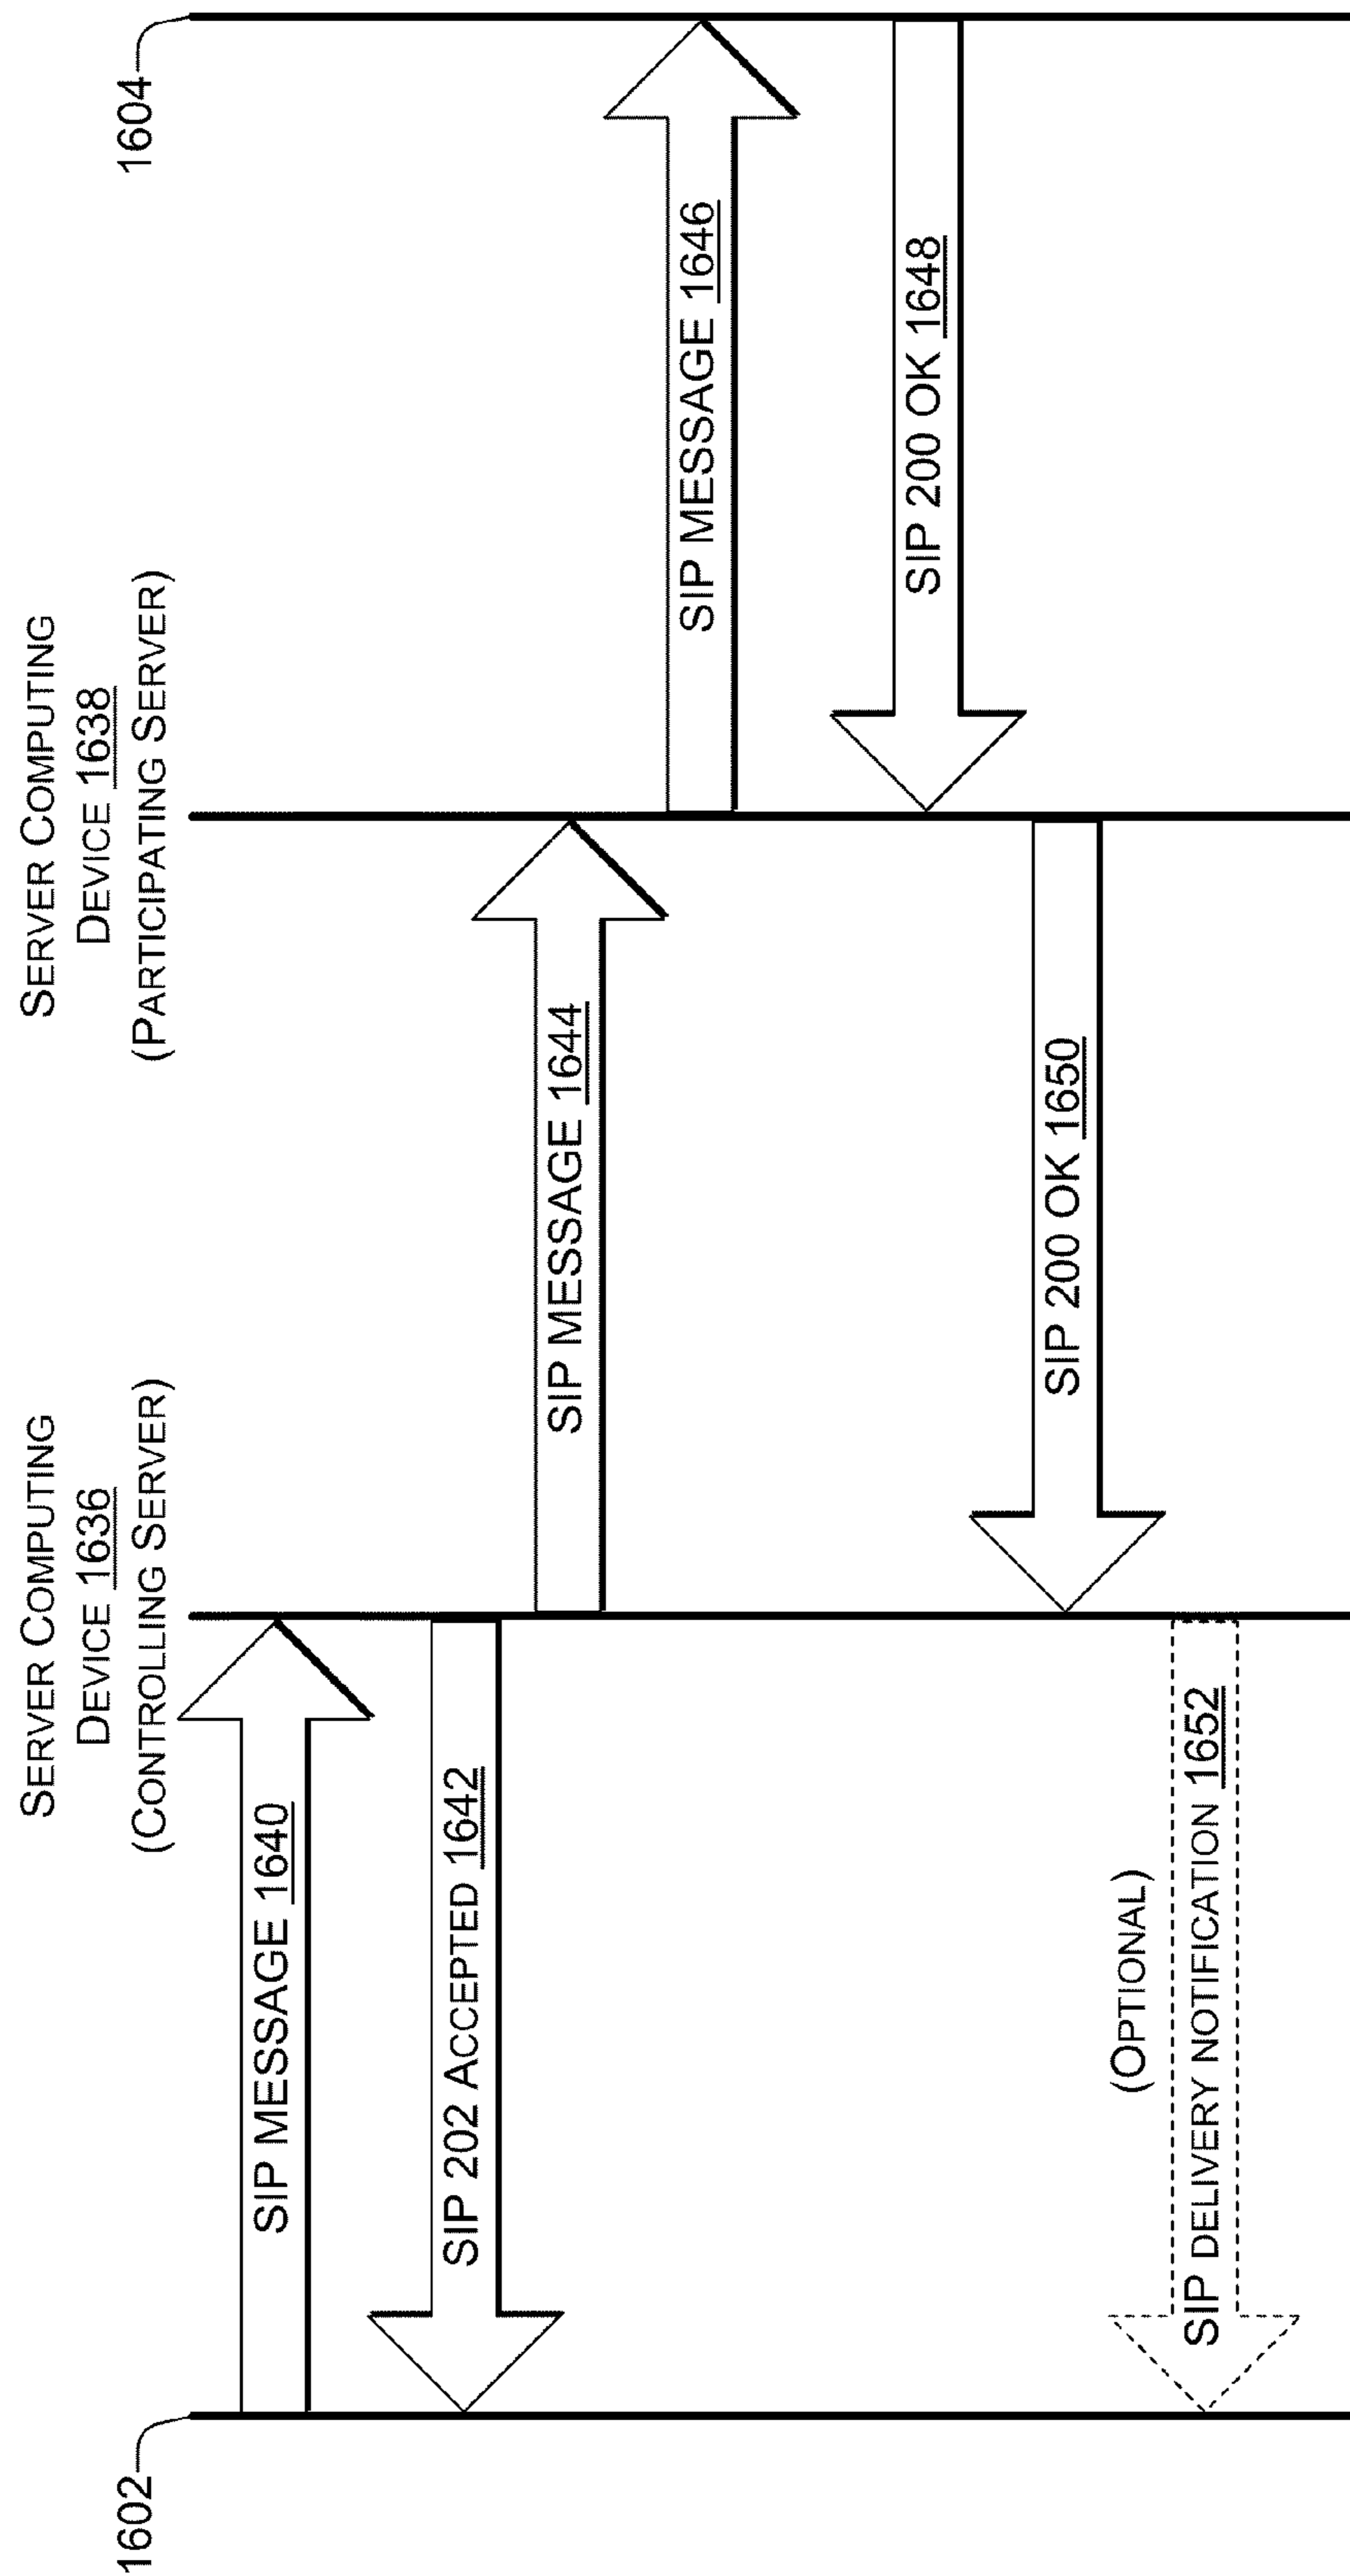 SERVER COMPUTING
DEVICE 1636
(CONTROLLING SERVER)
SERVER COMPUTING
DEVICE 1638
(PARTICIPATING SERVER)
1602
1604
SIP MESSAGE 1640
SIP 202 ACCEPTED 1642
SIP MESSAGE 1644
SIP MESSAGE 1646
SIP 200 OK 1648
SIP 200 OK 1650
(OPTIONAL)
SIP DELIVERY NOTIFICATION 1652